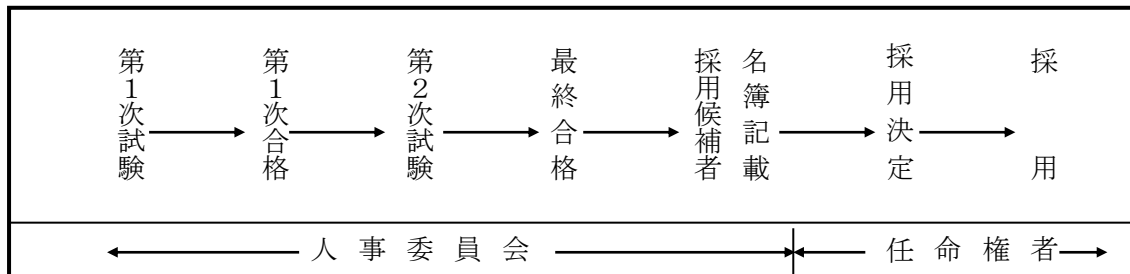 第１次試験
第１次合格
第２次試験
最終合格
採用候補者
名簿記載
採用決定
採用
人事委員会
任命権者